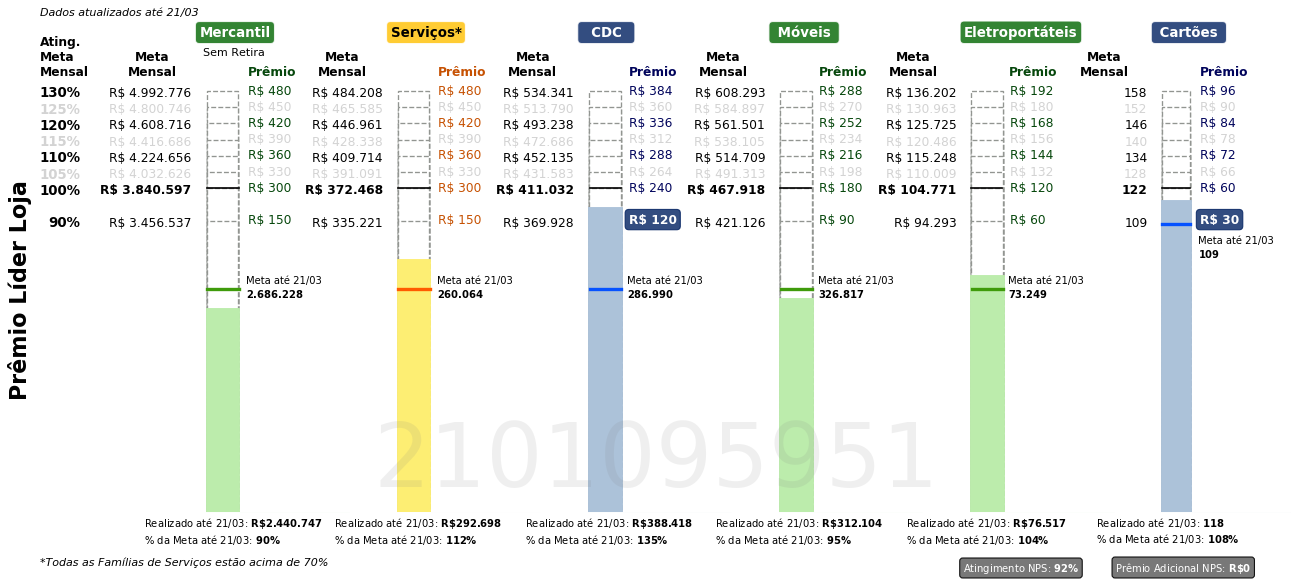 Dados atualizados até 21/03
Mercantil Serviços* CDC Móveis Eletroportáteis Cartões
Sem Retira
Ating. Meta Mensal
Meta Mensal Prêmio Meta Mensal Prêmio Meta Mensal Prêmio Meta Mensal Prêmio Meta Mensal Prêmio Meta Mensal Prêmio
130% R$ 4.992.776 R$ 480 R$ 484.208 R$ 480 R$ 534.341 R$ 384 R$ 608.293 R$ 288 R$ 136.202 R$ 192 158 R$ 96
125% R$ 4.800.746 R$ 450 R$ 465.585 R$ 450 R$ 513.790 R$ 360 R$ 584.897 R$ 270 R$ 130.963 R$ 180 152 R$ 90
120% R$ 4.608.716 R$ 420 R$ 446.961 R$ 420 R$ 493.238 R$ 336 R$ 561.501 R$ 252 R$ 125.725 R$ 168 146 R$ 84
115% R$ 4.416.686 R$ 390 R$ 428.338 R$ 390 R$ 472.686 R$ 312 R$ 538.105 R$ 234 R$ 120.486 R$ 156 140 R$ 78
110% R$ 4.224.656 R$ 360 R$ 409.714 R$ 360 R$ 452.135 R$ 288 R$ 514.709 R$ 216 R$ 115.248 R$ 144 134 R$ 72
105% R$ 4.032.626 R$ 330 R$ 391.091 R$ 330 R$ 431.583 R$ 264 R$ 491.313 R$ 198 R$ 110.009 R$ 132 128 R$ 66
100% R$ 3.840.597 R$ 300 R$ 372.468 R$ 300 R$ 411.032 R$ 240 R$ 467.918 R$ 180 R$ 104.771 R$ 120 122 R$ 60
90% R$ 3.456.537 R$ 150 R$ 335.221 R$ 150 R$ 369.928 R$ 120 R$ 421.126 R$ 90 R$ 94.293 R$ 60 109 R$ 30
Meta até 21/03
109
Meta até 21/03 Meta até 21/03 Meta até 21/03 Meta até 21/03 Meta até 21/03
2.686.228 260.064 286.990 326.817 73.249
Prêmio Líder Loja
2101095951
Realizado até 21/03: R$2.440.747 Realizado até 21/03: R$292.698 Realizado até 21/03: R$388.418 Realizado até 21/03: R$312.104 Realizado até 21/03: R$76.517 Realizado até 21/03: 118
% da Meta até 21/03: 90% % da Meta até 21/03: 112% % da Meta até 21/03: 135% % da Meta até 21/03: 95% % da Meta até 21/03: 104% % da Meta até 21/03: 108%
*Todas as Famílias de Serviços estão acima de 70%
Atingimento NPS: 92% Prêmio Adicional NPS: R$0